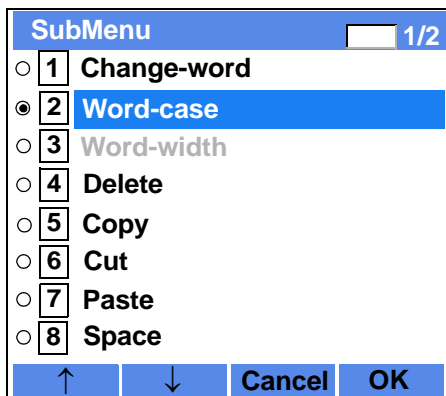 SubMenu 1/2
1 Change-word
2 Word-case
3 Word-width
4 Delete
5 Copy
6 Cut
7 Paste
8 Space
↑ ↓ Cancel OK